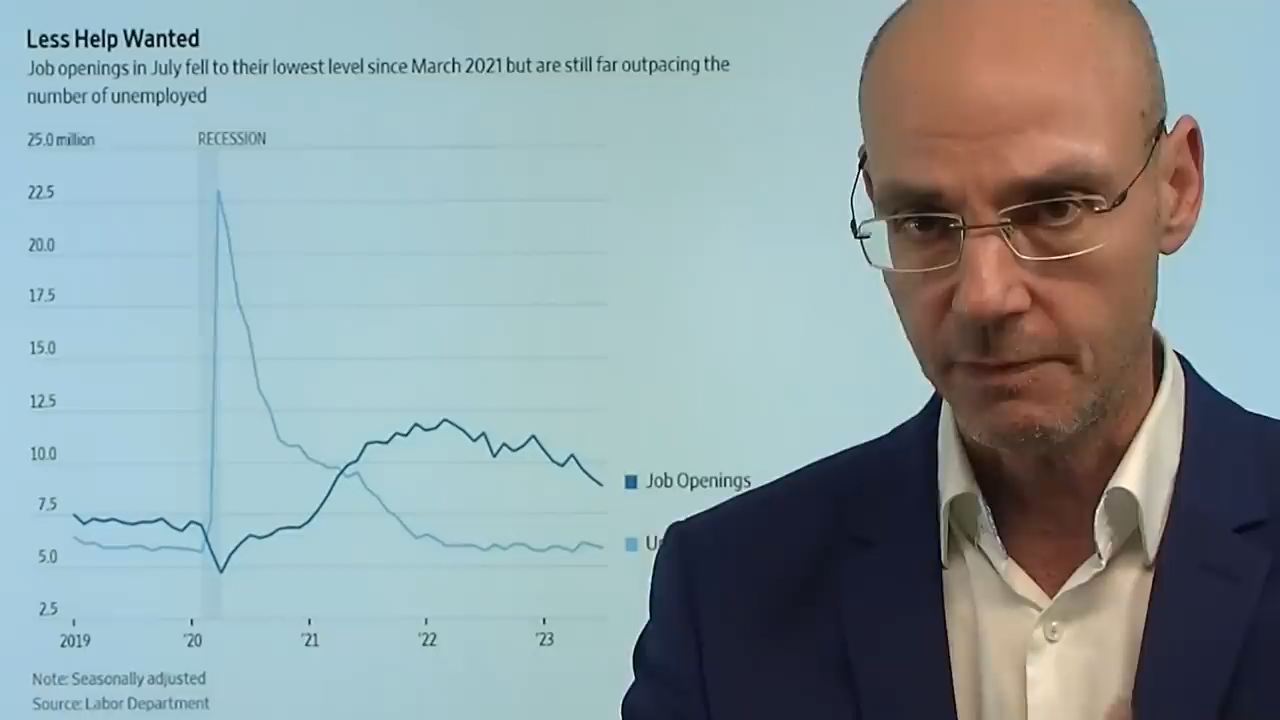 Less Help Wanted
Job openings in July fell to their lowest level since March 2021 but are still far outpacing the
number of unemployed
25.0 million
RECESSION
22.5
20.0
17.5
15.0
12.5
10.0
7.5
5.0
2.5
Job Openings
2019
'20
'21
'22
'23
Note: Seasonally adjusted
Source: Labor Department